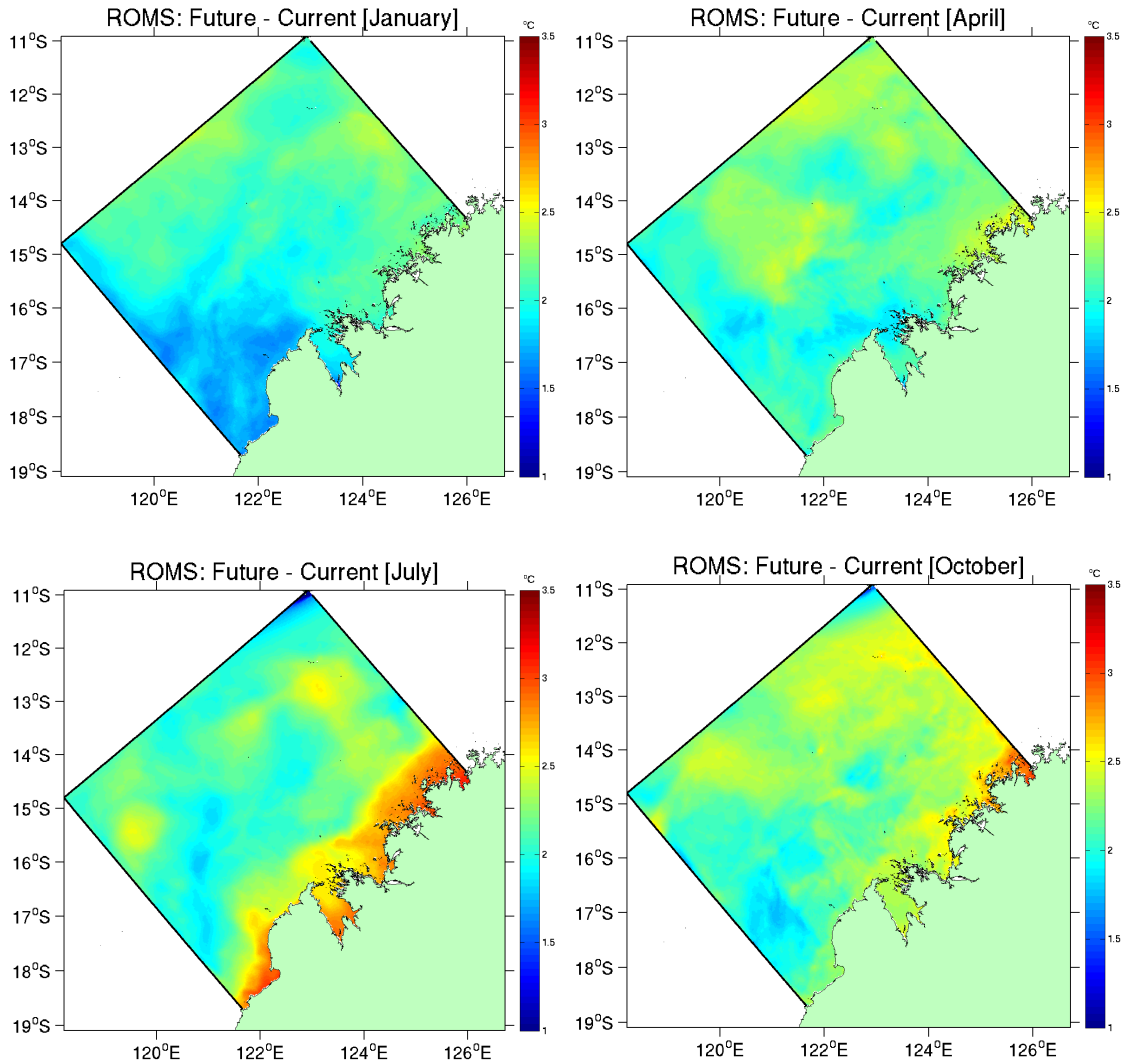 ROMS: Future - Current [January]
°C
11°S
12°S
13°S
14°S
15°S
16°S
17°S
18°S
19°S
120°E 122°E 124°E 126°E
3.5
3
2.5
2
1.5
1
ROMS: Future - Current [April]
°C
11°S
12°S
13°S
14°S
15°S
16°S
17°S
18°S
19°S
120°E 122°E 124°E 126°E
3.5
3
2.5
2
1.5
1
ROMS: Future - Current [July]
°C
11°S
12°S
13°S
14°S
15°S
16°S
17°S
18°S
19°S
120°E 122°E 124°E 126°E
3.5
3
2.5
2
1.5
1
ROMS: Future - Current [October]
°C
11°S
12°S
13°S
14°S
15°S
16°S
17°S
18°S
19°S
120°E 122°E 124°E 126°E
3.5
3
2.5
2
1.5
1